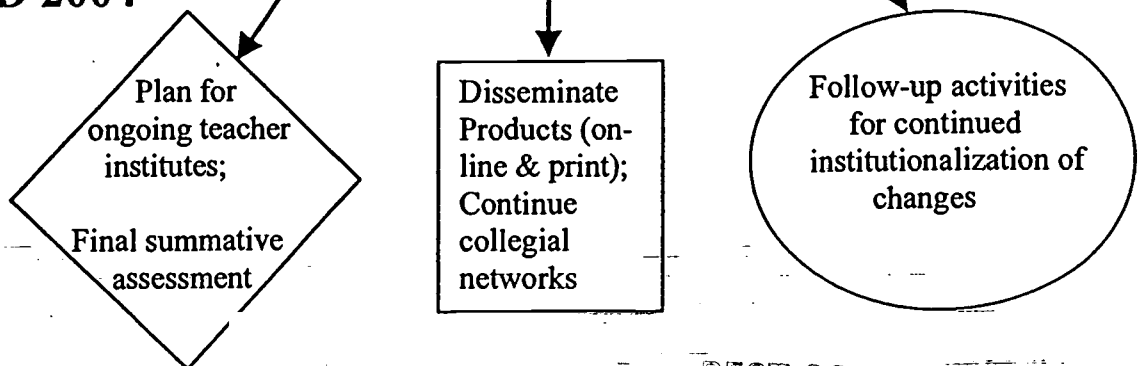 Plan for
ongoing teacher
institutes;
Final summative
assessment
Disseminate
Products (on-
line & print);
Continue
collegial
networks
Follow-up activities
for continued
institutionalization of
changes